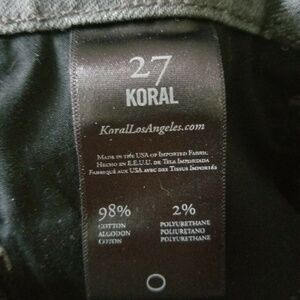 27
KORAL
KoralLosAngeles.com
Made in the USA of Imported Fabric
Hecho en E.E.U.U. de Tela Importada
Fabriqué aux USA avec des Tissus Importés
98% 2%
COTTON POLYURETHANE
ALGODON POLIURETANO
COTON POLYURETHANE